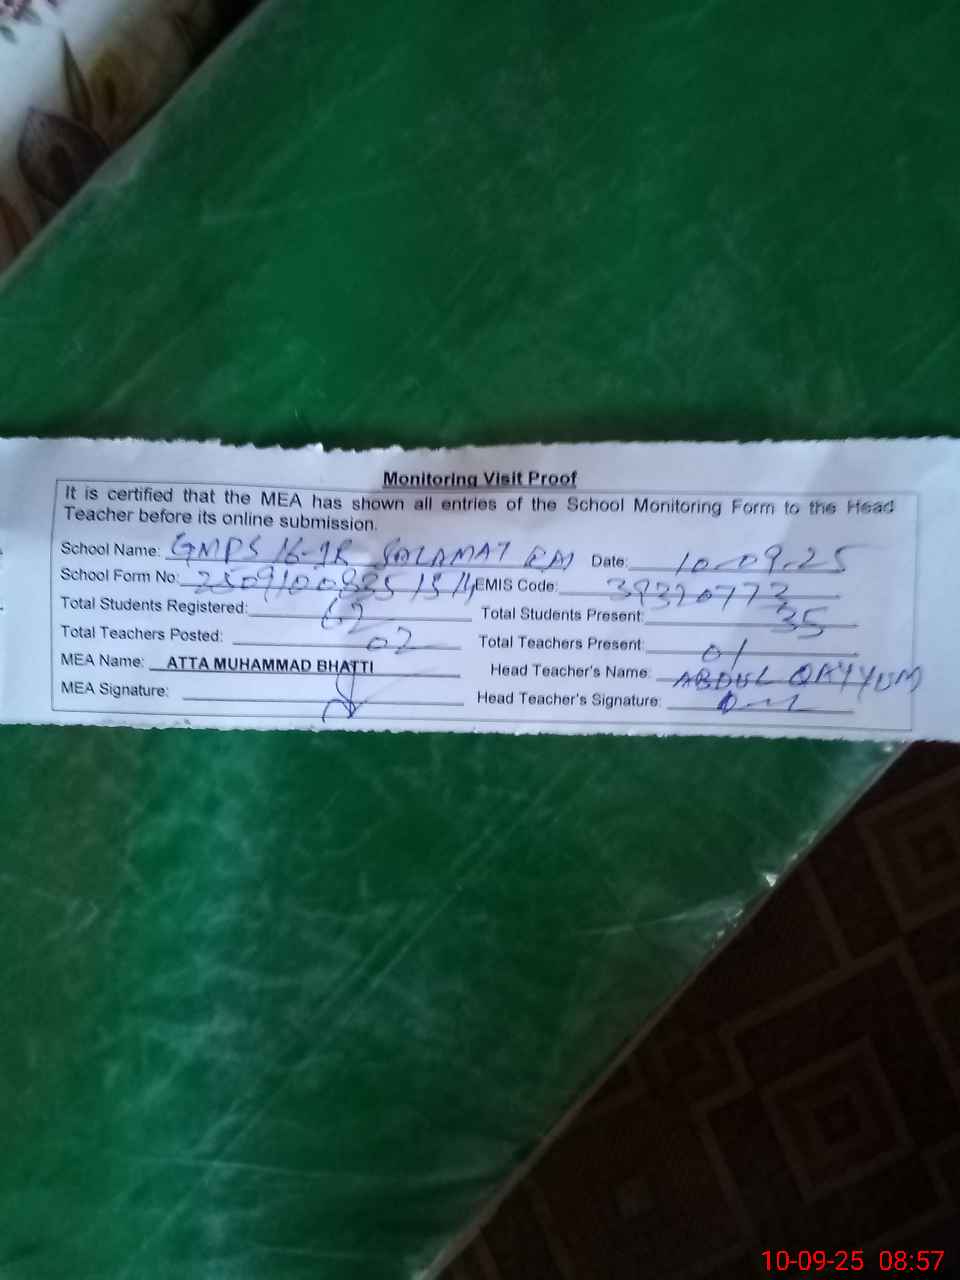 Monitoring Visit Proof
It is certified that the MEA has shown all entries of the School Monitoring Form to the Head
Teacher before its online submission.
School Name: GMPS 16-1R SALAMAT RAI Date: 10-09-25
School Form No: EMIS Code: 39320773
Total Students Registered: 62 Total Students Present: 35
Total Teachers Posted: 02 Total Teachers Present: 01
MEA Name: ATTA MUHAMMAD BHATTI Head Teacher's Name: ABDUL QAYYUM
MEA Signature: Head Teacher's Signature:
10-09-25 08:57